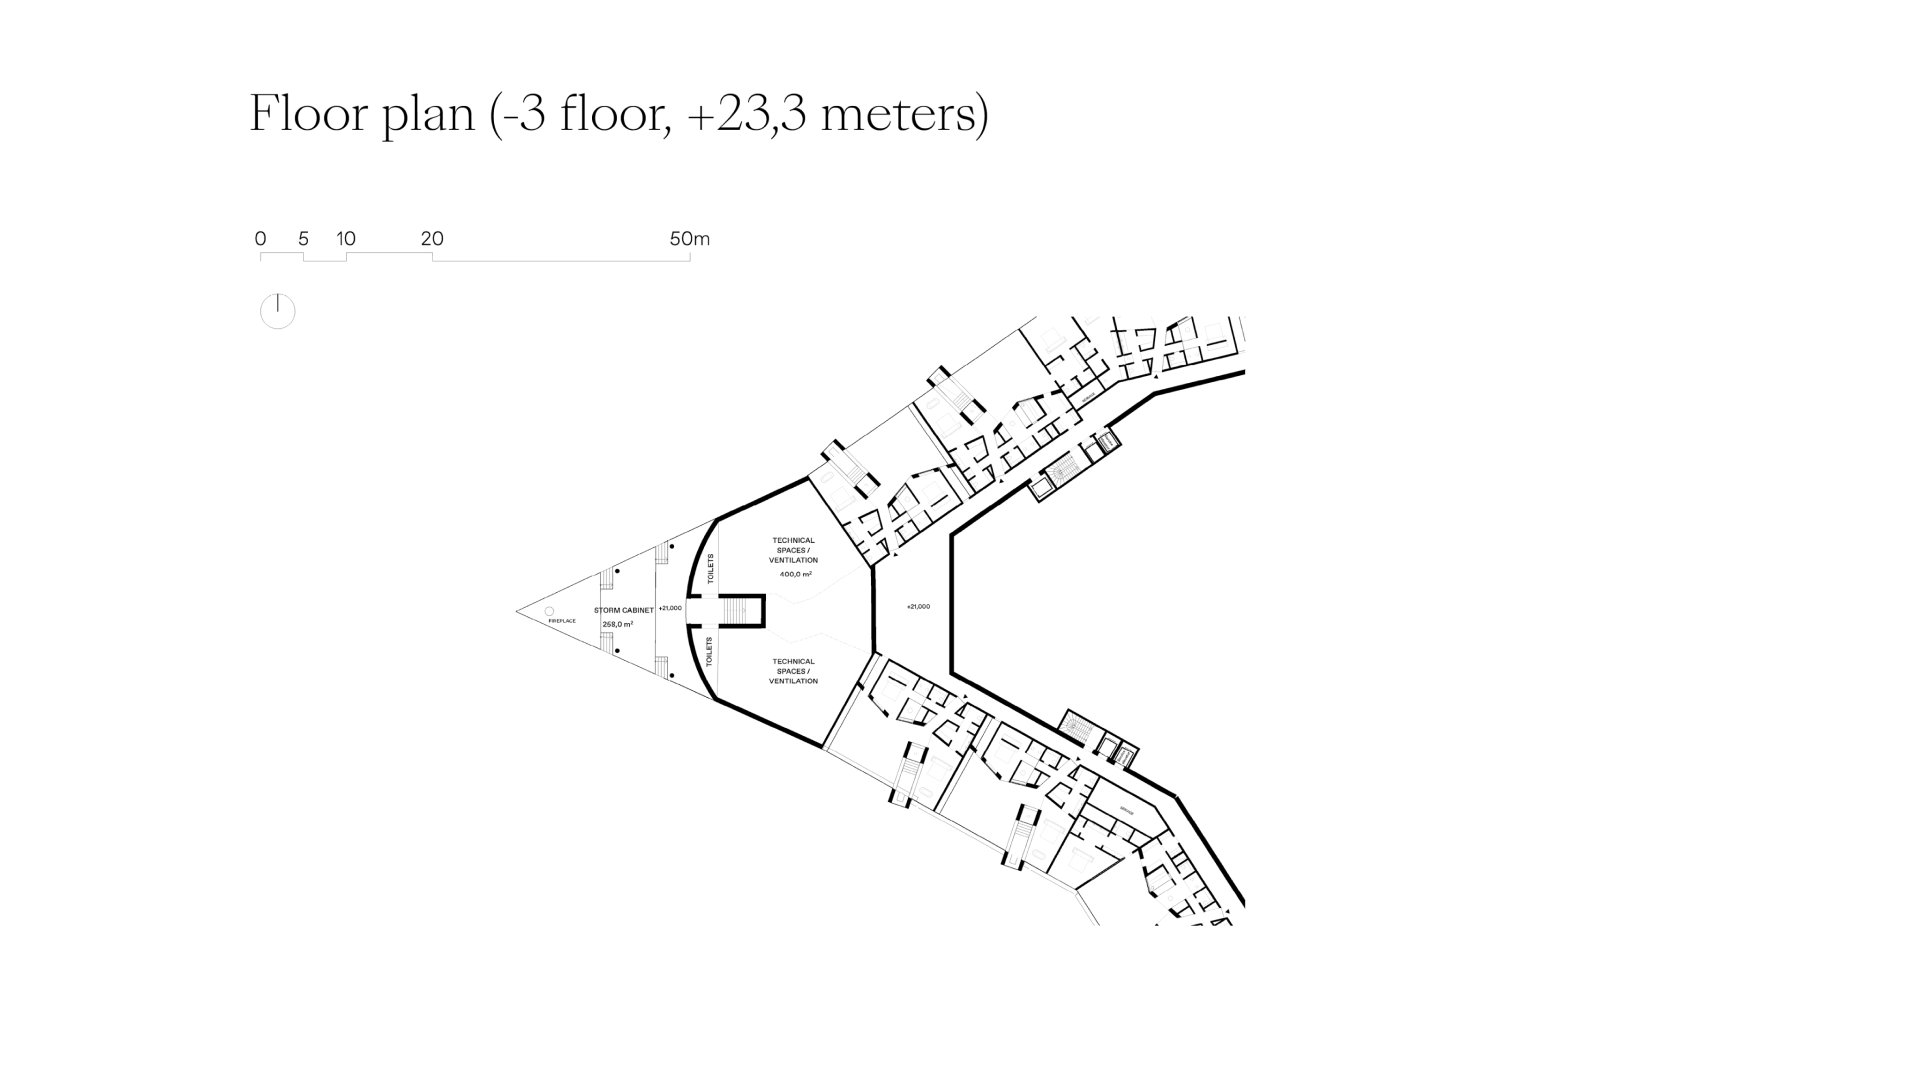 Floor plan (-3 floor, +23,3 meters)
0 5 10 20 50m
TECHNICAL
SPACES /
VENTILATION
400,0 m²
TOILETS
STORM CABINET
+21,000
258,0 m²
FIREPLACE
+21,000
TOILETS
TECHNICAL
SPACES /
VENTILATION